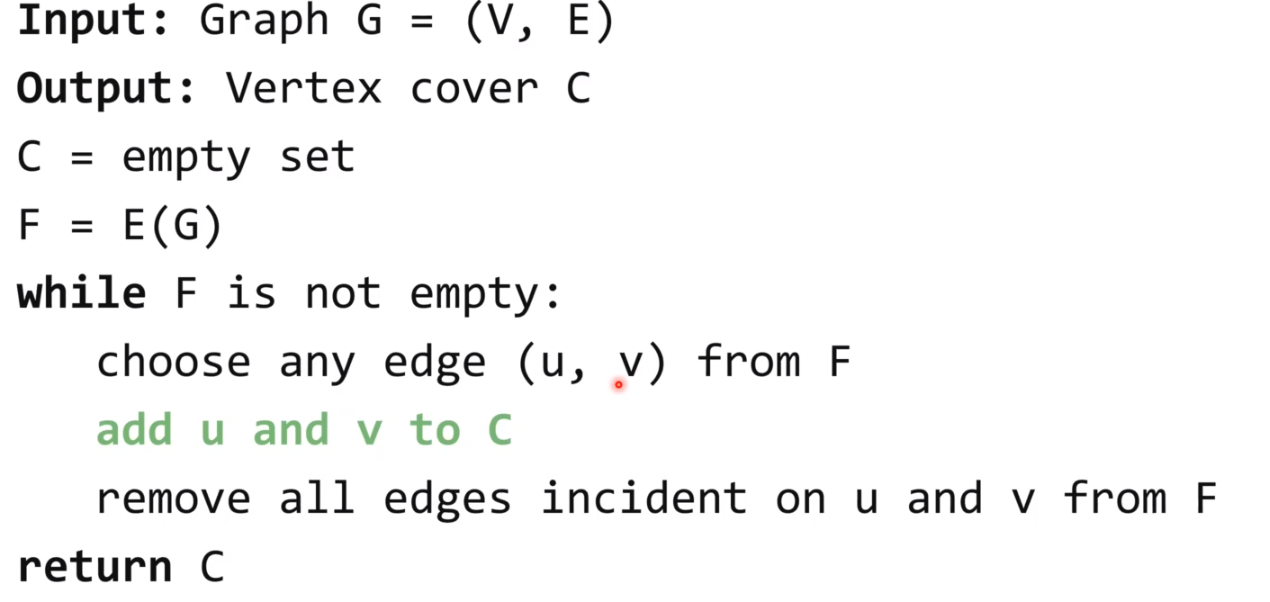 Input: Graph G = (V, E)
Output: Vertex cover C
C = empty set
F = E(G)
while F is not empty:
choose any edge (u, v) from F
add u and v to C
remove all edges incident on u and v from F
return C